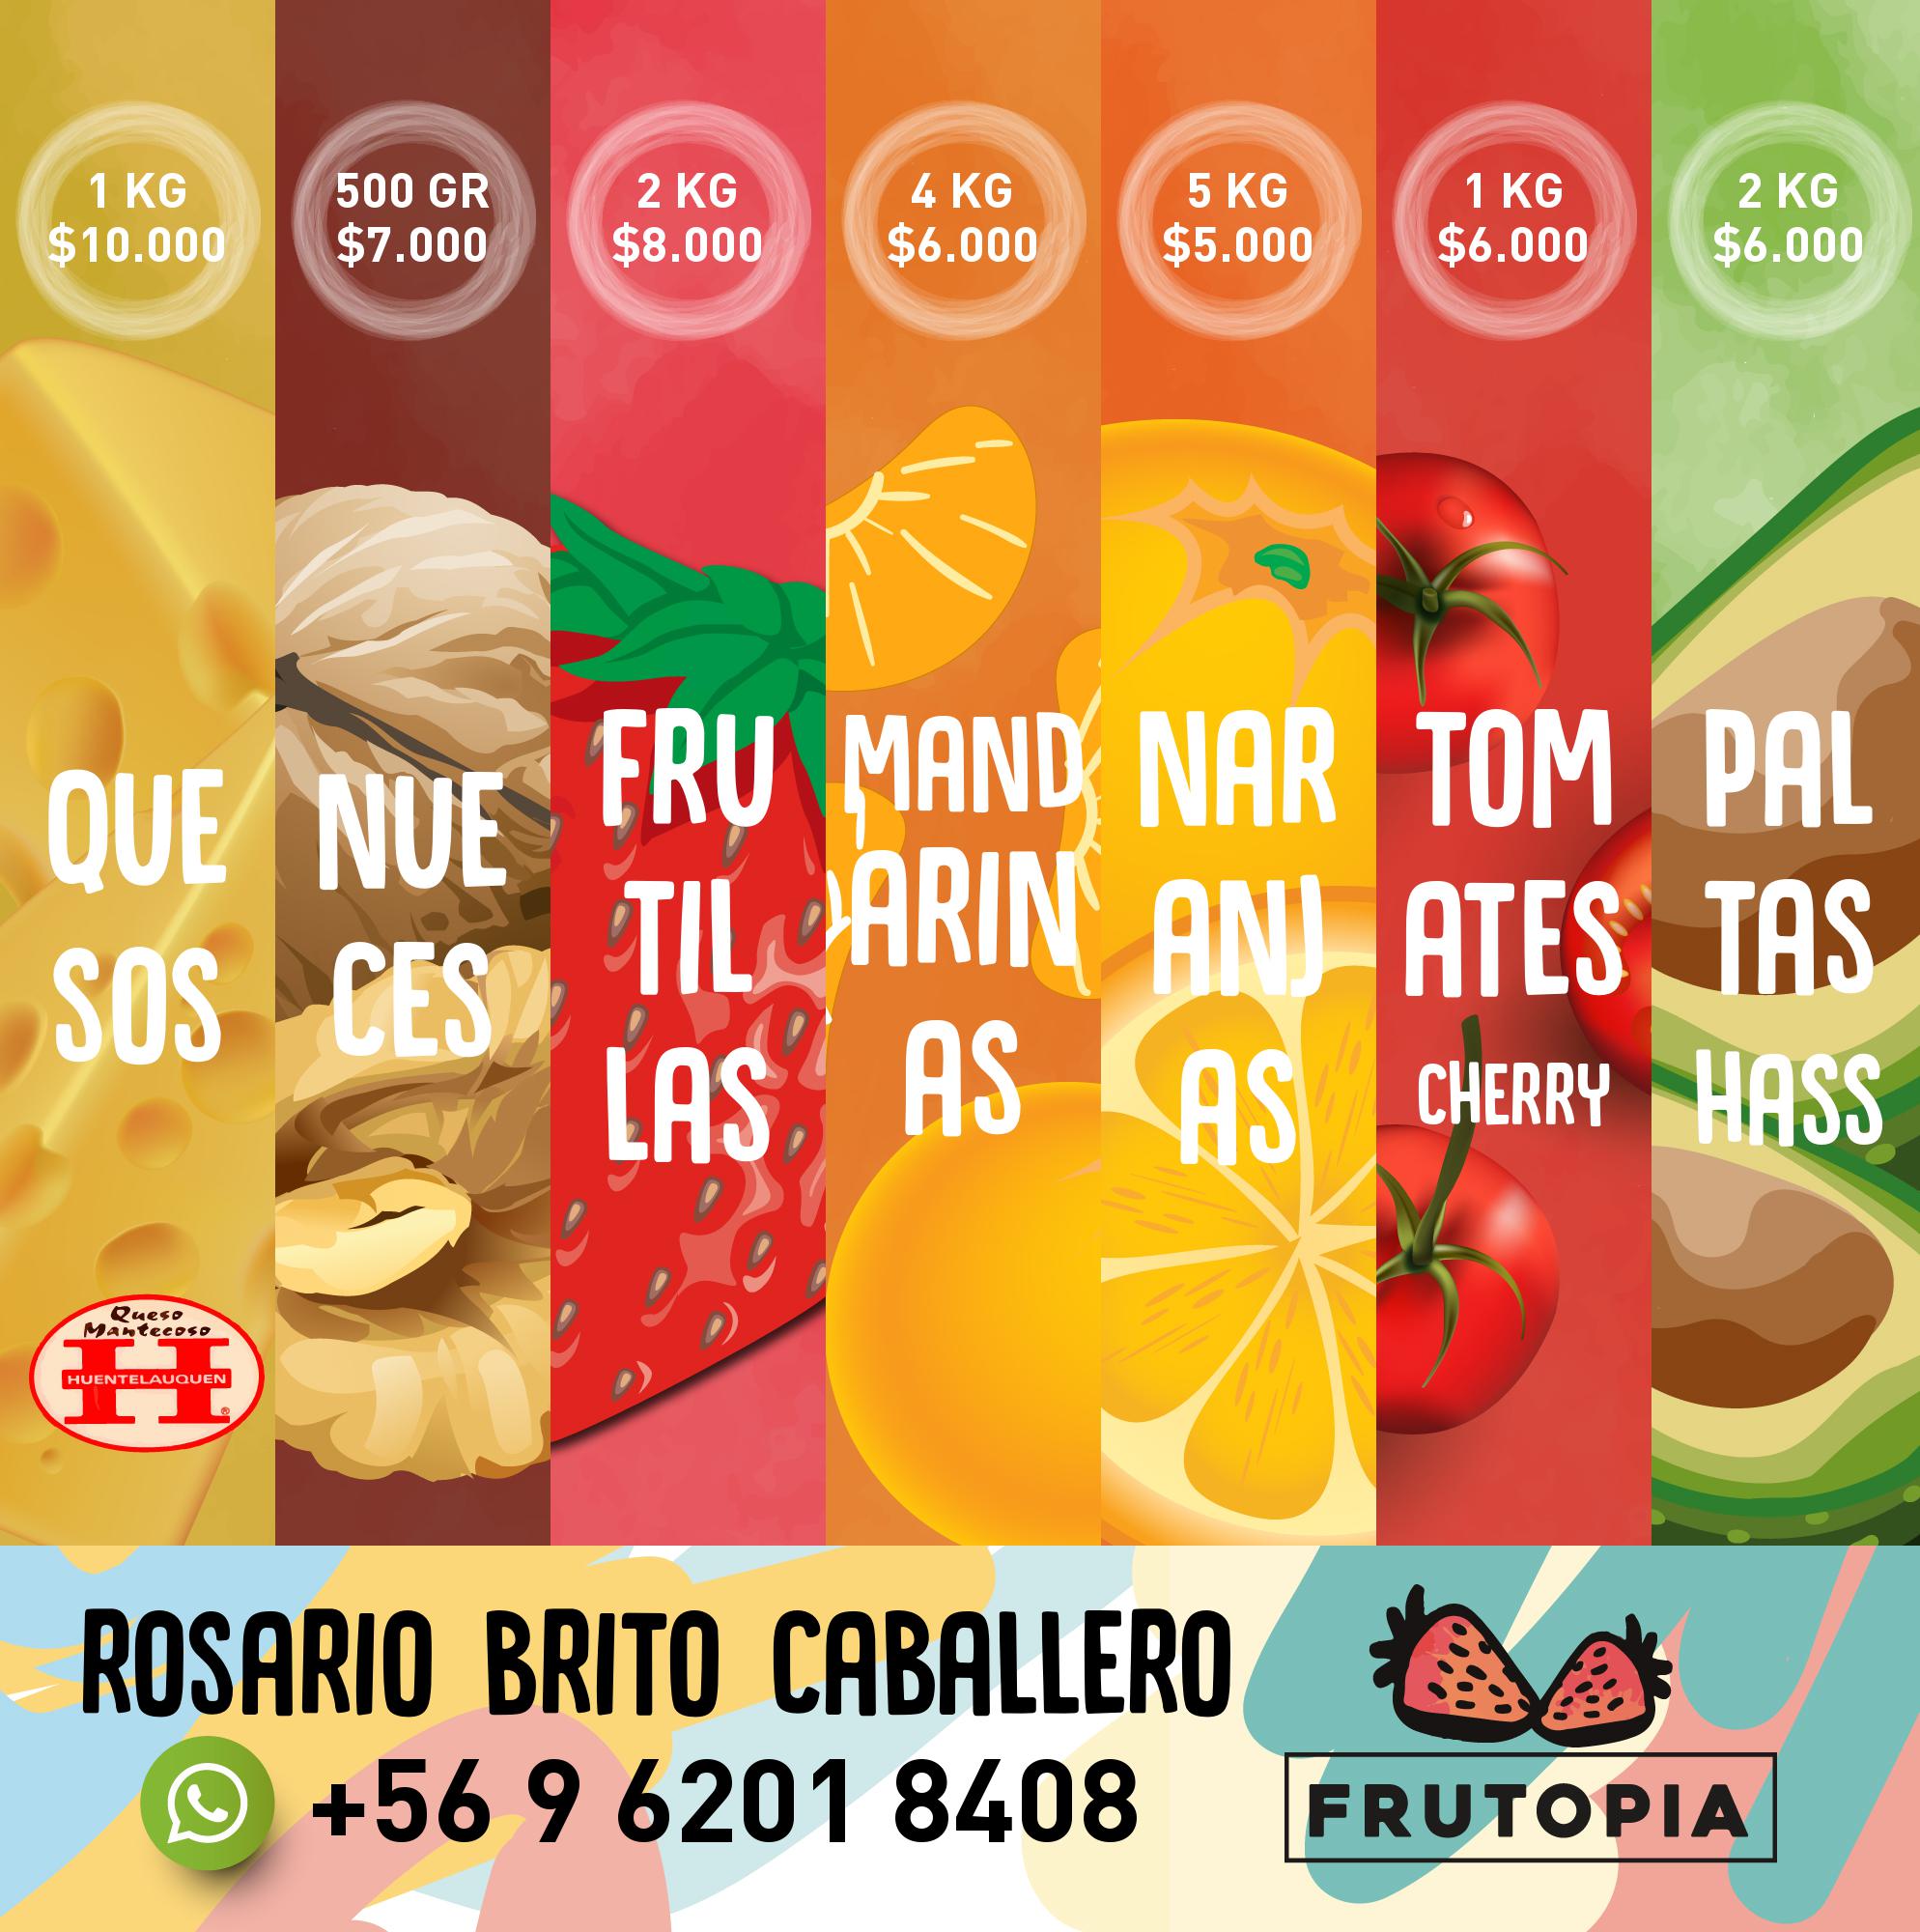 1 KG
$10.000
QUE
SOS
Queso
Mantecoso
HUENTELAUQUEN
®
500 GR
$7.000
NUE
CES
2 KG
$8.000
FRU
TIL
LAS
4 KG
$6.000
MAND
ARIN
AS
5 KG
$5.000
NAR
ANJ
AS
1 KG
$6.000
TOM
ATES
CHERRY
2 KG
$6.000
PAL
TAS
HASS
ROSARIO BRITO CABALLERO
+56 9 6201 8408
FRUTOPIA